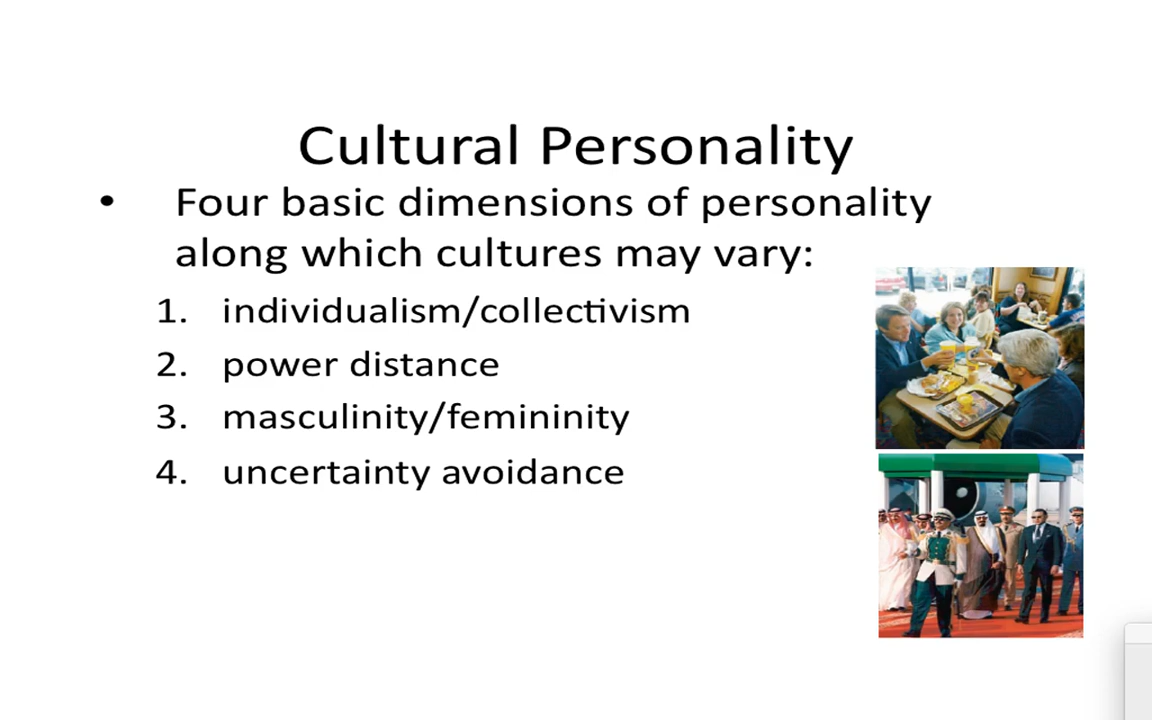 Cultural Personality
• Four basic dimensions of personality
along which cultures may vary:
1. individualism/collectivism
2. power distance
3. masculinity/femininity
4. uncertainty avoidance